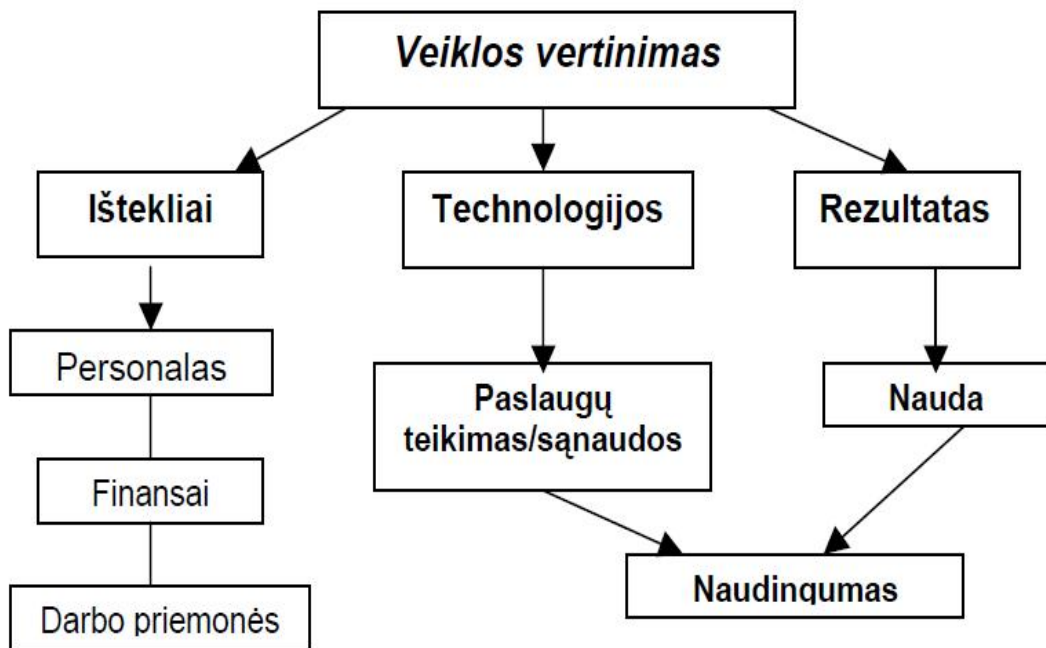 Veiklos vertinimas
Ištekliai
Technologijos
Rezultatas
Personalas
Paslaugų
teikimas/sąnaudos
Nauda
Finansai
Naudingumas
Darbo priemonės